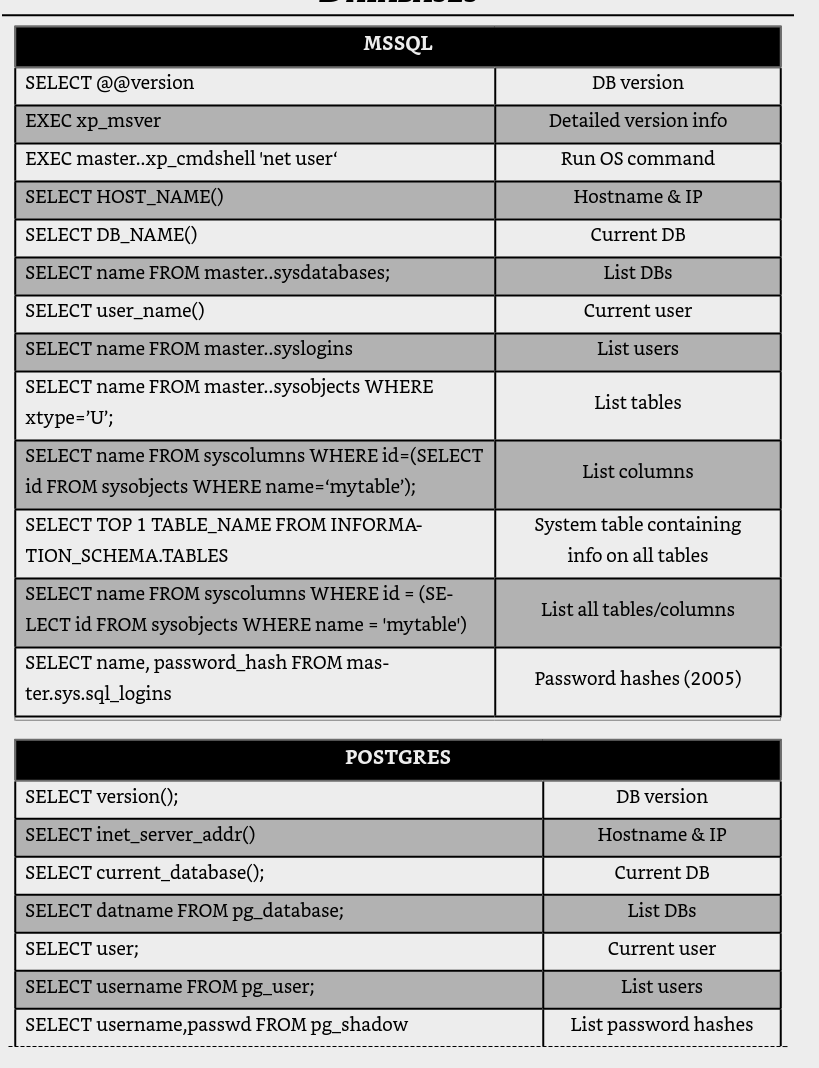 DATABASES
MSSQL
SELECT @@version DB version
EXEC xp_msver Detailed version info
EXEC master..xp_cmdshell 'net user‘ Run OS command
SELECT HOST_NAME() Hostname & IP
SELECT DB_NAME() Current DB
SELECT name FROM master..sysdatabases; List DBs
SELECT user_name() Current user
SELECT name FROM master..syslogins List users
SELECT name FROM master..sysobjects WHERE
xtype=’U’;
List tables
SELECT name FROM syscolumns WHERE id=(SELECT
id FROM sysobjects WHERE name=‘mytable’);
List columns
SELECT TOP 1 TABLE_NAME FROM INFORMA-
TION_SCHEMA.TABLES
System table containing
info on all tables
SELECT name FROM syscolumns WHERE id = (SE-
LECT id FROM sysobjects WHERE name = 'mytable')
List all tables/columns
SELECT name, password_hash FROM mas-
ter.sys.sql_logins
Password hashes (2005)
POSTGRES
SELECT version(); DB version
SELECT inet_server_addr() Hostname & IP
SELECT current_database(); Current DB
SELECT datname FROM pg_database; List DBs
SELECT user; Current user
SELECT username FROM pg_user; List users
SELECT username,passwd FROM pg_shadow List password hashes